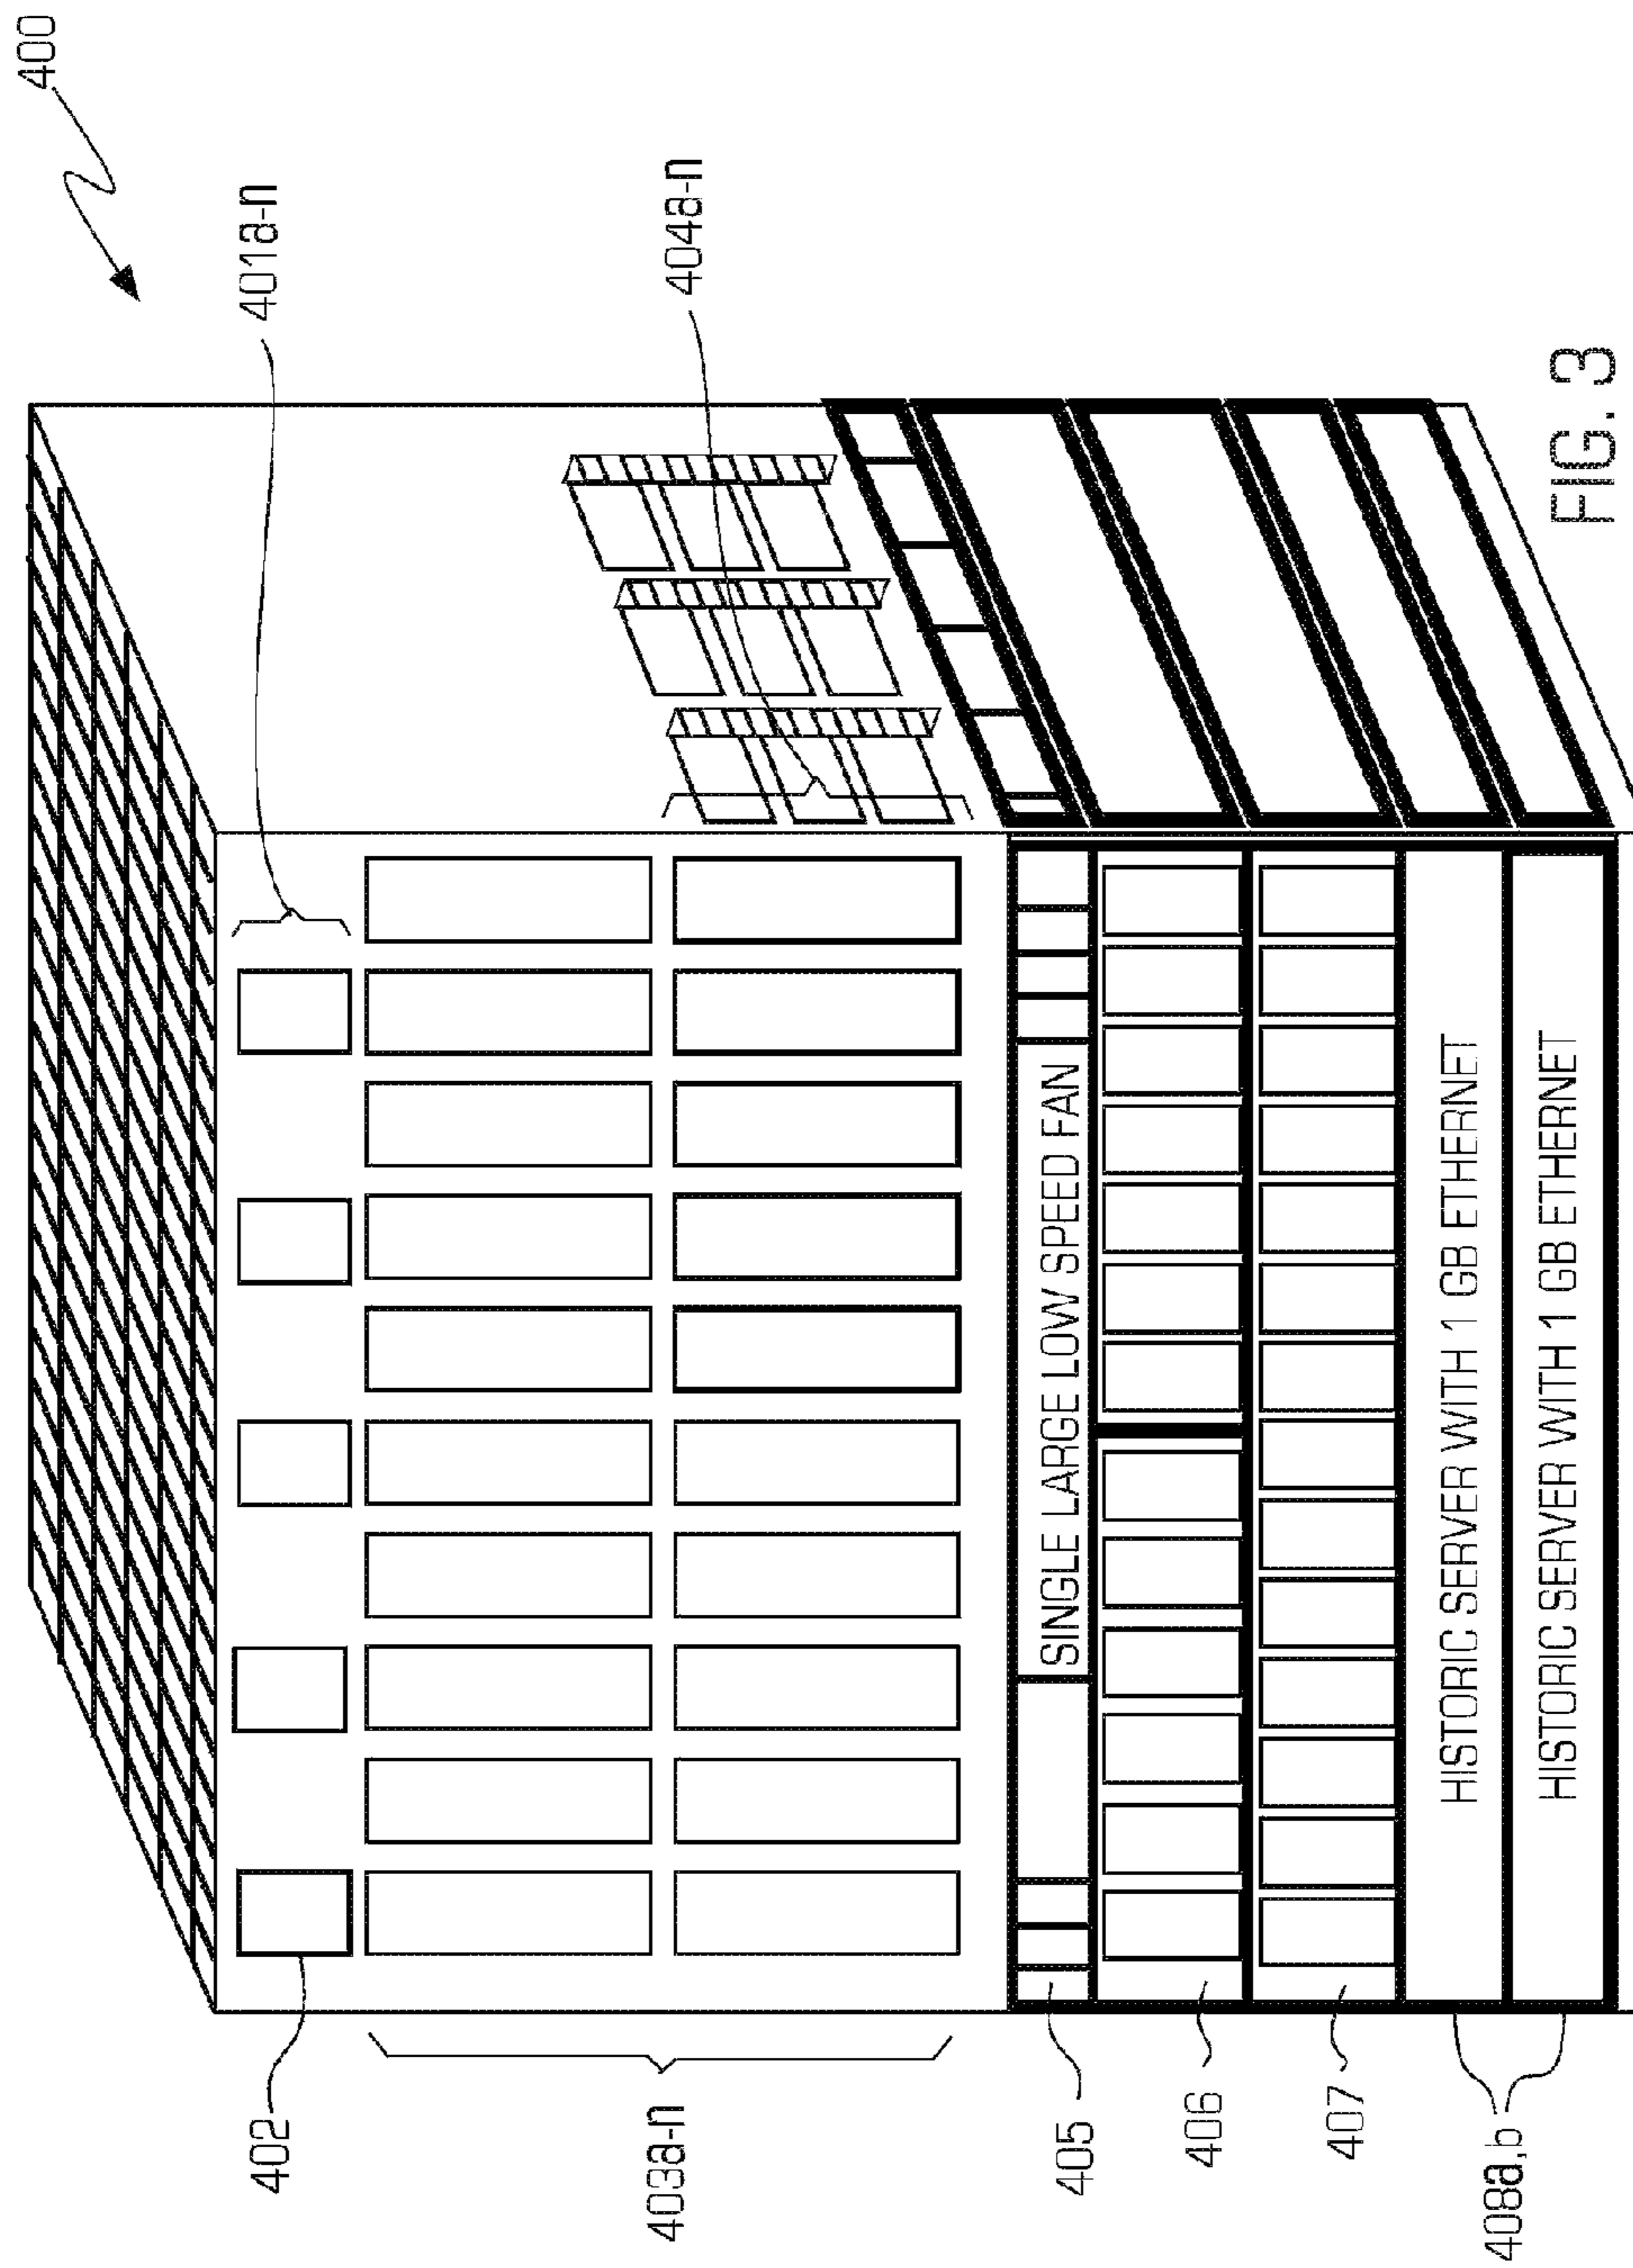 400
401a-n
404a-n
402
403a-n
405
SINGLE LARGE LOW SPEED FAN
406
407
HISTORIC SERVER WITH 1 GB ETHERNET
HISTORIC SERVER WITH 1 GB ETHERNET
408a,b
FIG. 3